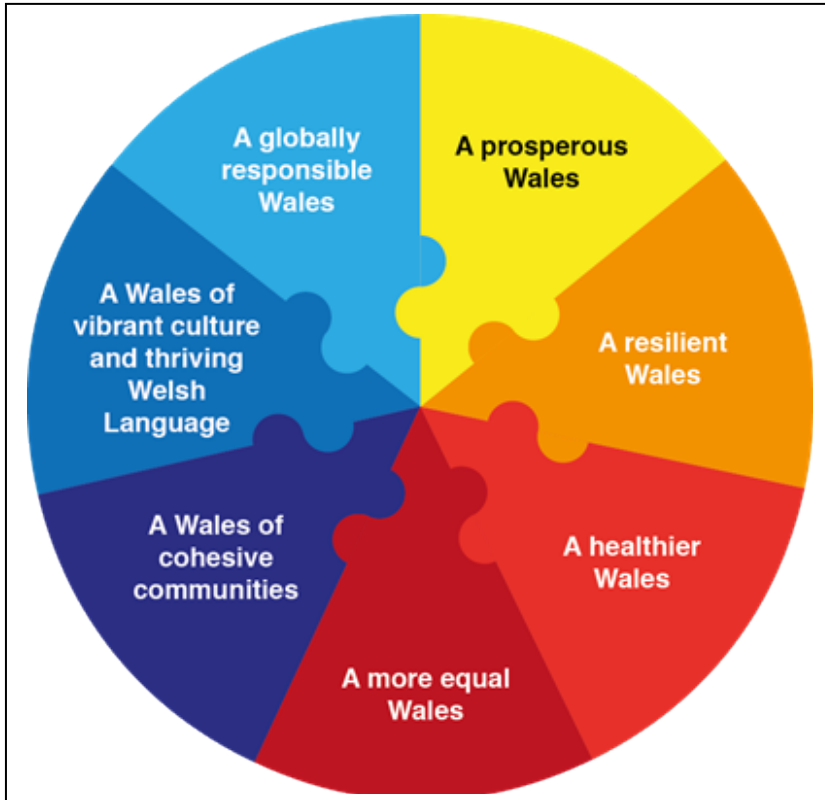 A prosperous
Wales
A resilient
Wales
A healthier
Wales
A more equal
Wales
A Wales of
cohesive
communities
A Wales of
vibrant culture
and thriving
Welsh
Language
A globally
responsible
Wales